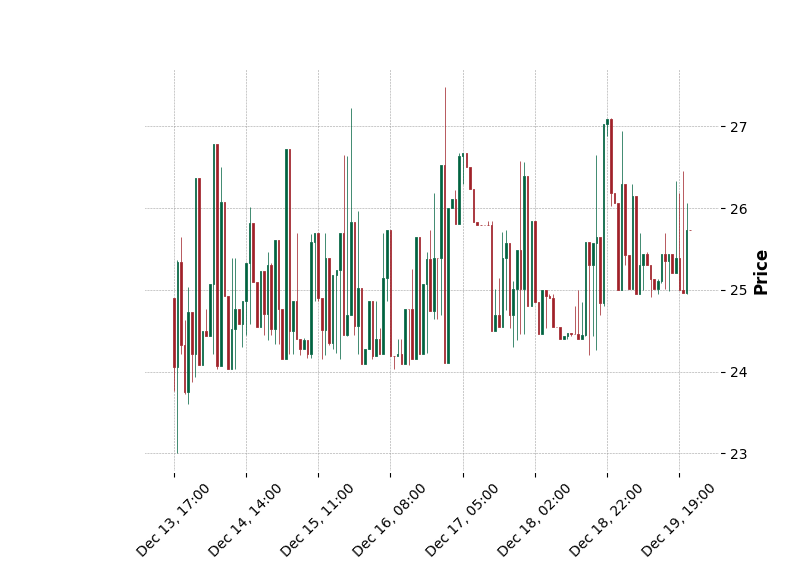 27
26
25
24
23
Price
Dec 13, 17:00
Dec 14, 14:00
Dec 15, 11:00
Dec 16, 08:00
Dec 17, 05:00
Dec 18, 02:00
Dec 18, 22:00
Dec 19, 19:00